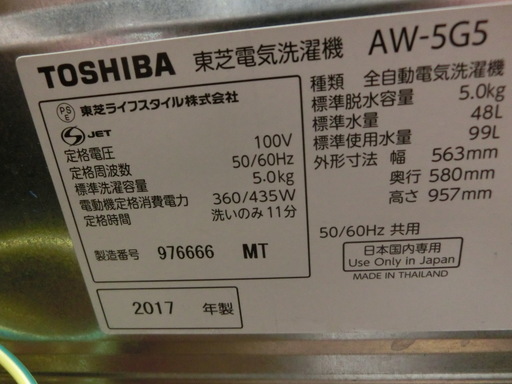 TOSHIBA 東芝電気洗濯機 AW-5G5
PSE 東芝ライフスタイル株式会社
S JET
定格電圧 100V
定格周波数 50/60Hz
標準洗濯容量 5.0kg
電動機定格消費電力 360/435W
定格時間 洗いのみ 11分
製造番号 976666 MT
2017 年製
種類 全自動電気洗濯機
標準脱水容量 5.0kg
標準水量 48L
標準使用水量 99L
外形寸法 幅 563mm
奥行 580mm
高さ 957mm
50/60Hz 共用
日本国内専用
Use Only in Japan
MADE IN THAILAND